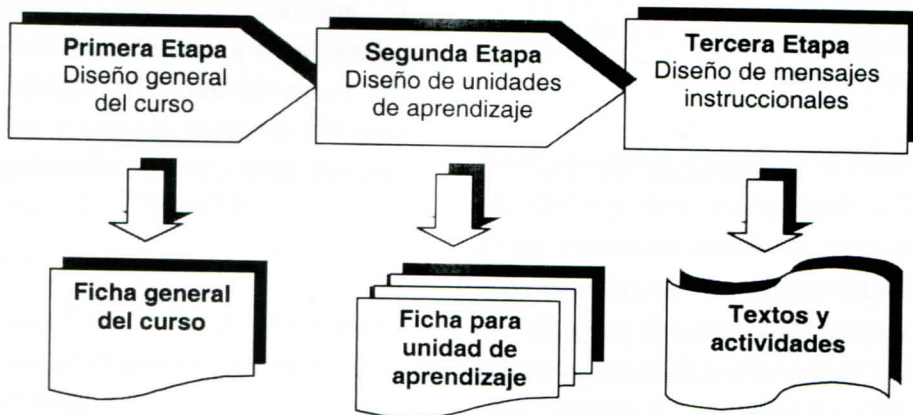 Primera Etapa
Diseño general
del curso
Segunda Etapa
Diseño de unidades
de aprendizaje
Tercera Etapa
Diseño de mensajes
instruccionales
Ficha general
del curso
Ficha para
unidad de
aprendizaje
Textos y
actividades